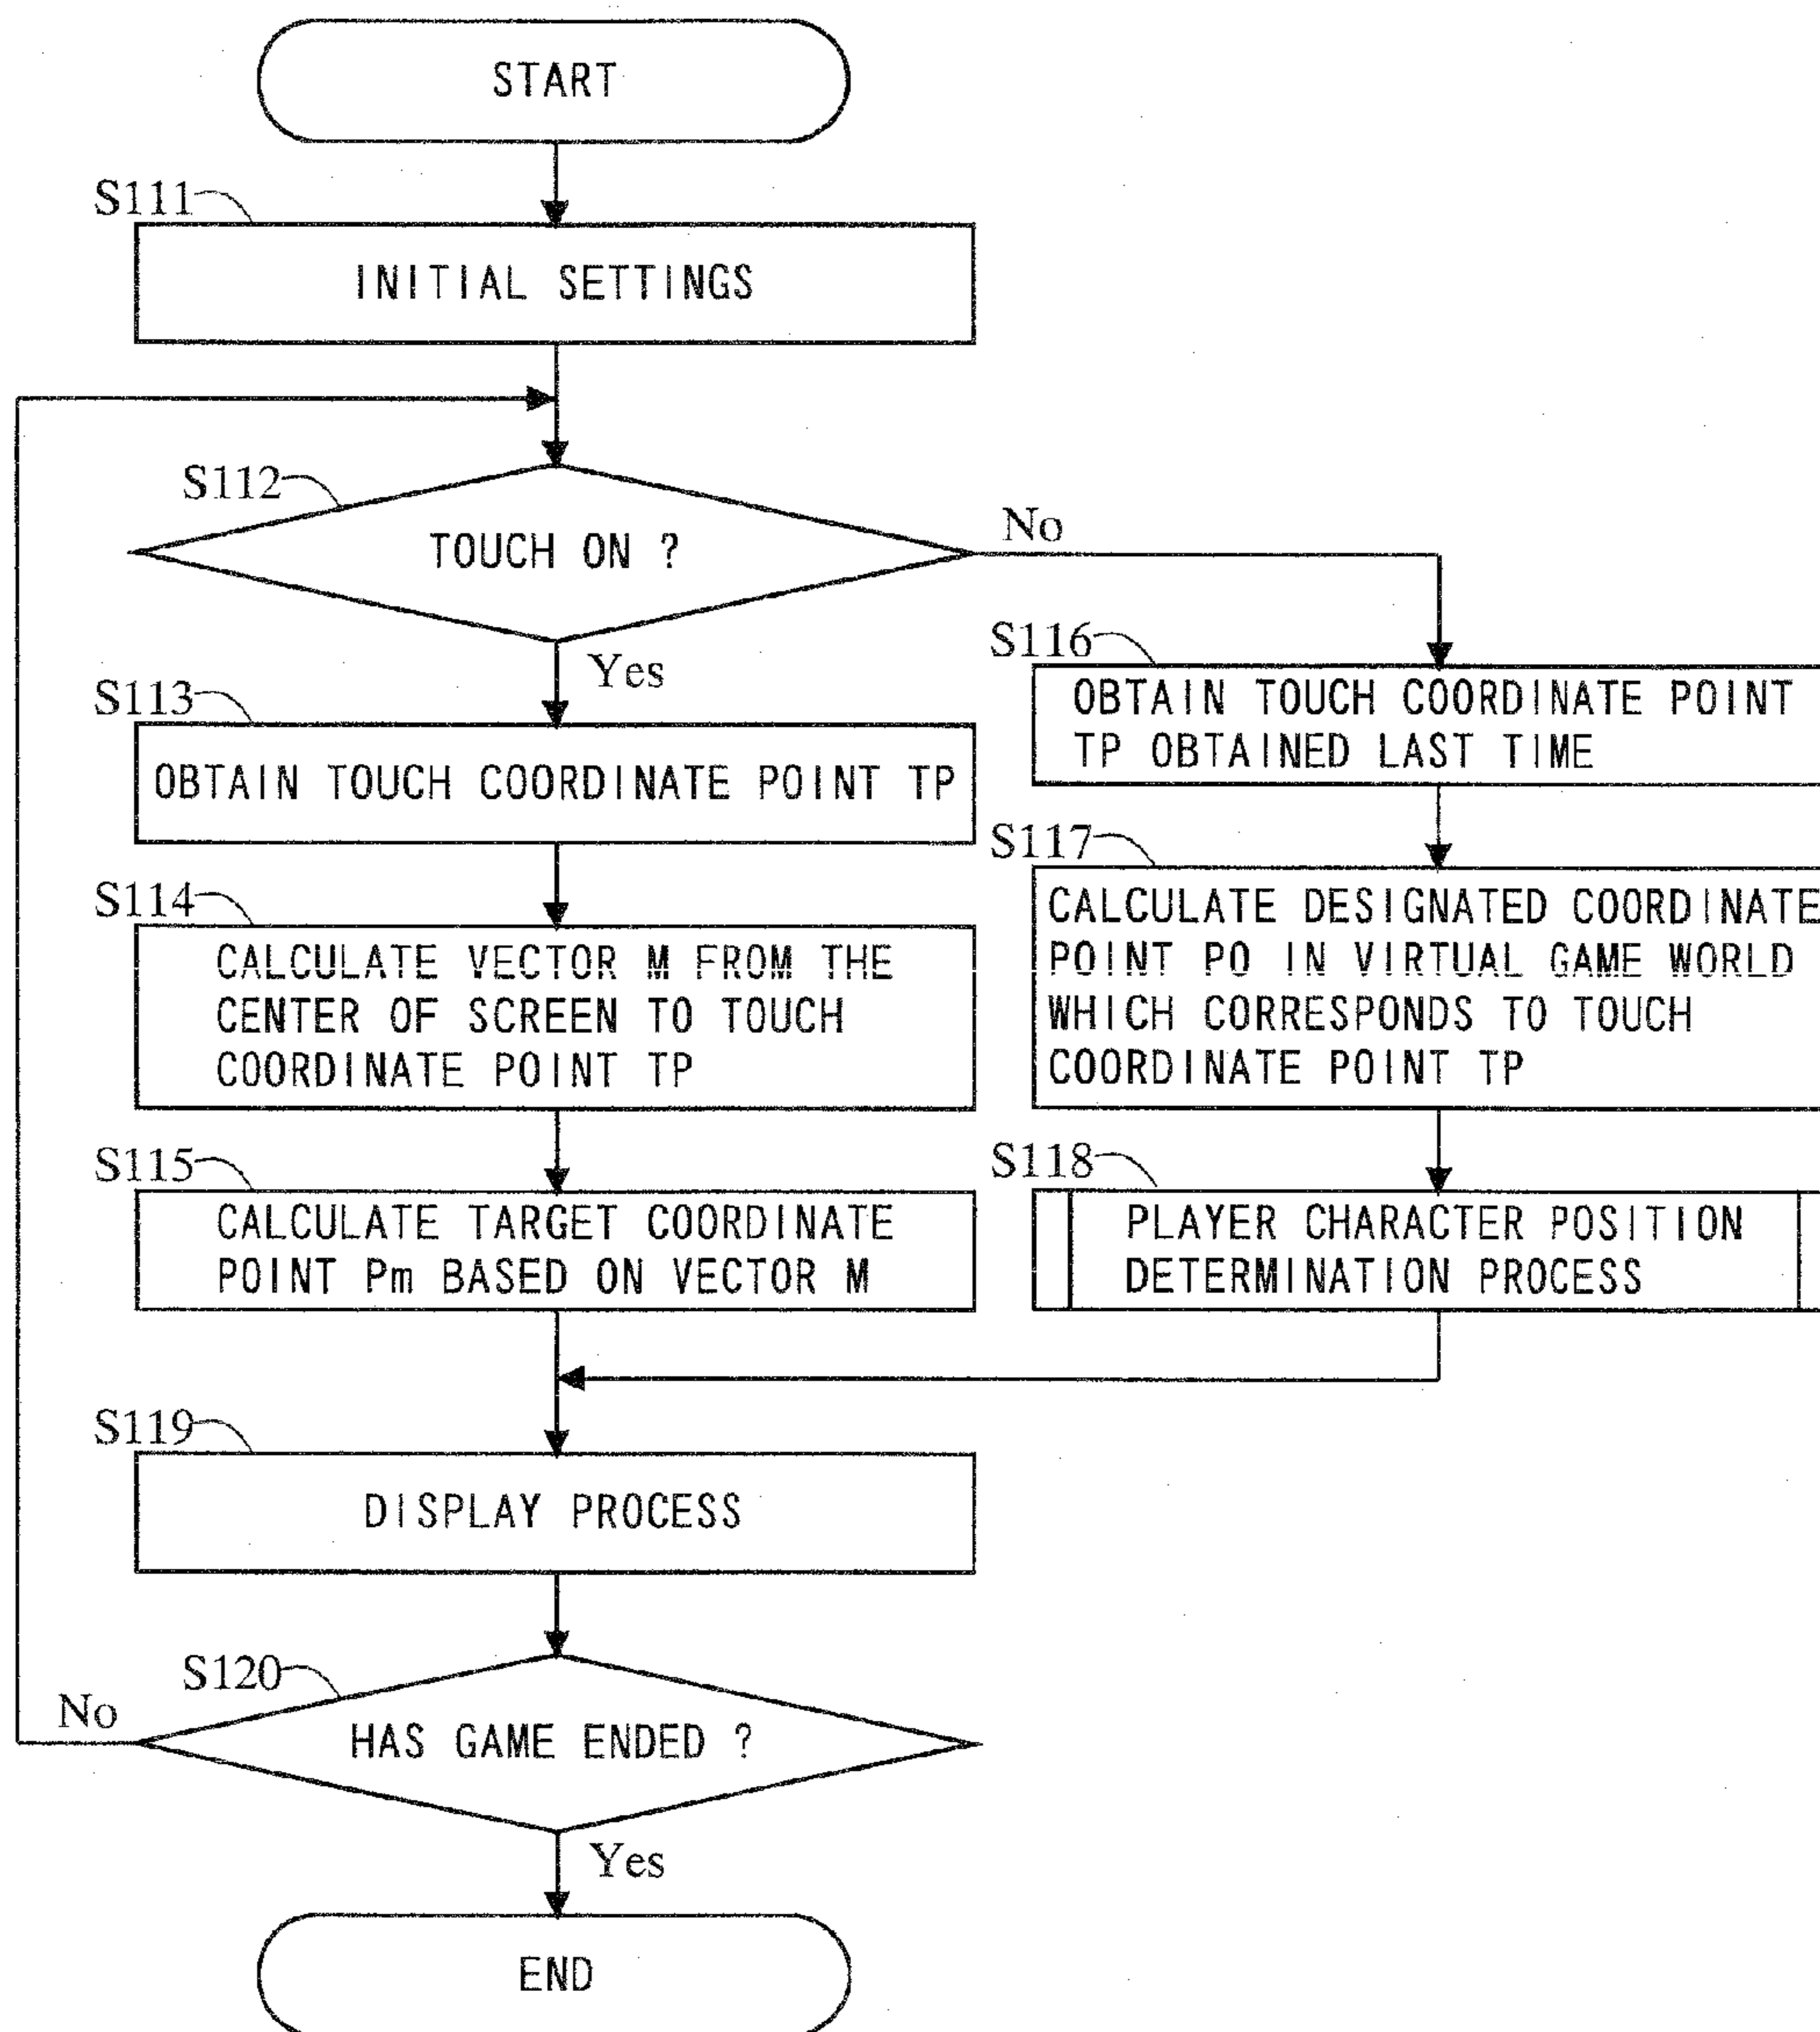 START
S111
INITIAL SETTINGS
S112
TOUCH ON ?
No
Yes
S113
OBTAIN TOUCH COORDINATE POINT TP
S114
CALCULATE VECTOR M FROM THE
CENTER OF SCREEN TO TOUCH
COORDINATE POINT TP
S115
CALCULATE TARGET COORDINATE
POINT Pm BASED ON VECTOR M
S116
OBTAIN TOUCH COORDINATE POINT
TP OBTAINED LAST TIME
S117
CALCULATE DESIGNATED COORDINATE
POINT P0 IN VIRTUAL GAME WORLD
WHICH CORRESPONDS TO TOUCH
COORDINATE POINT TP
S118
PLAYER CHARACTER POSITION
DETERMINATION PROCESS
S119
DISPLAY PROCESS
S120
No
HAS GAME ENDED ?
Yes
END